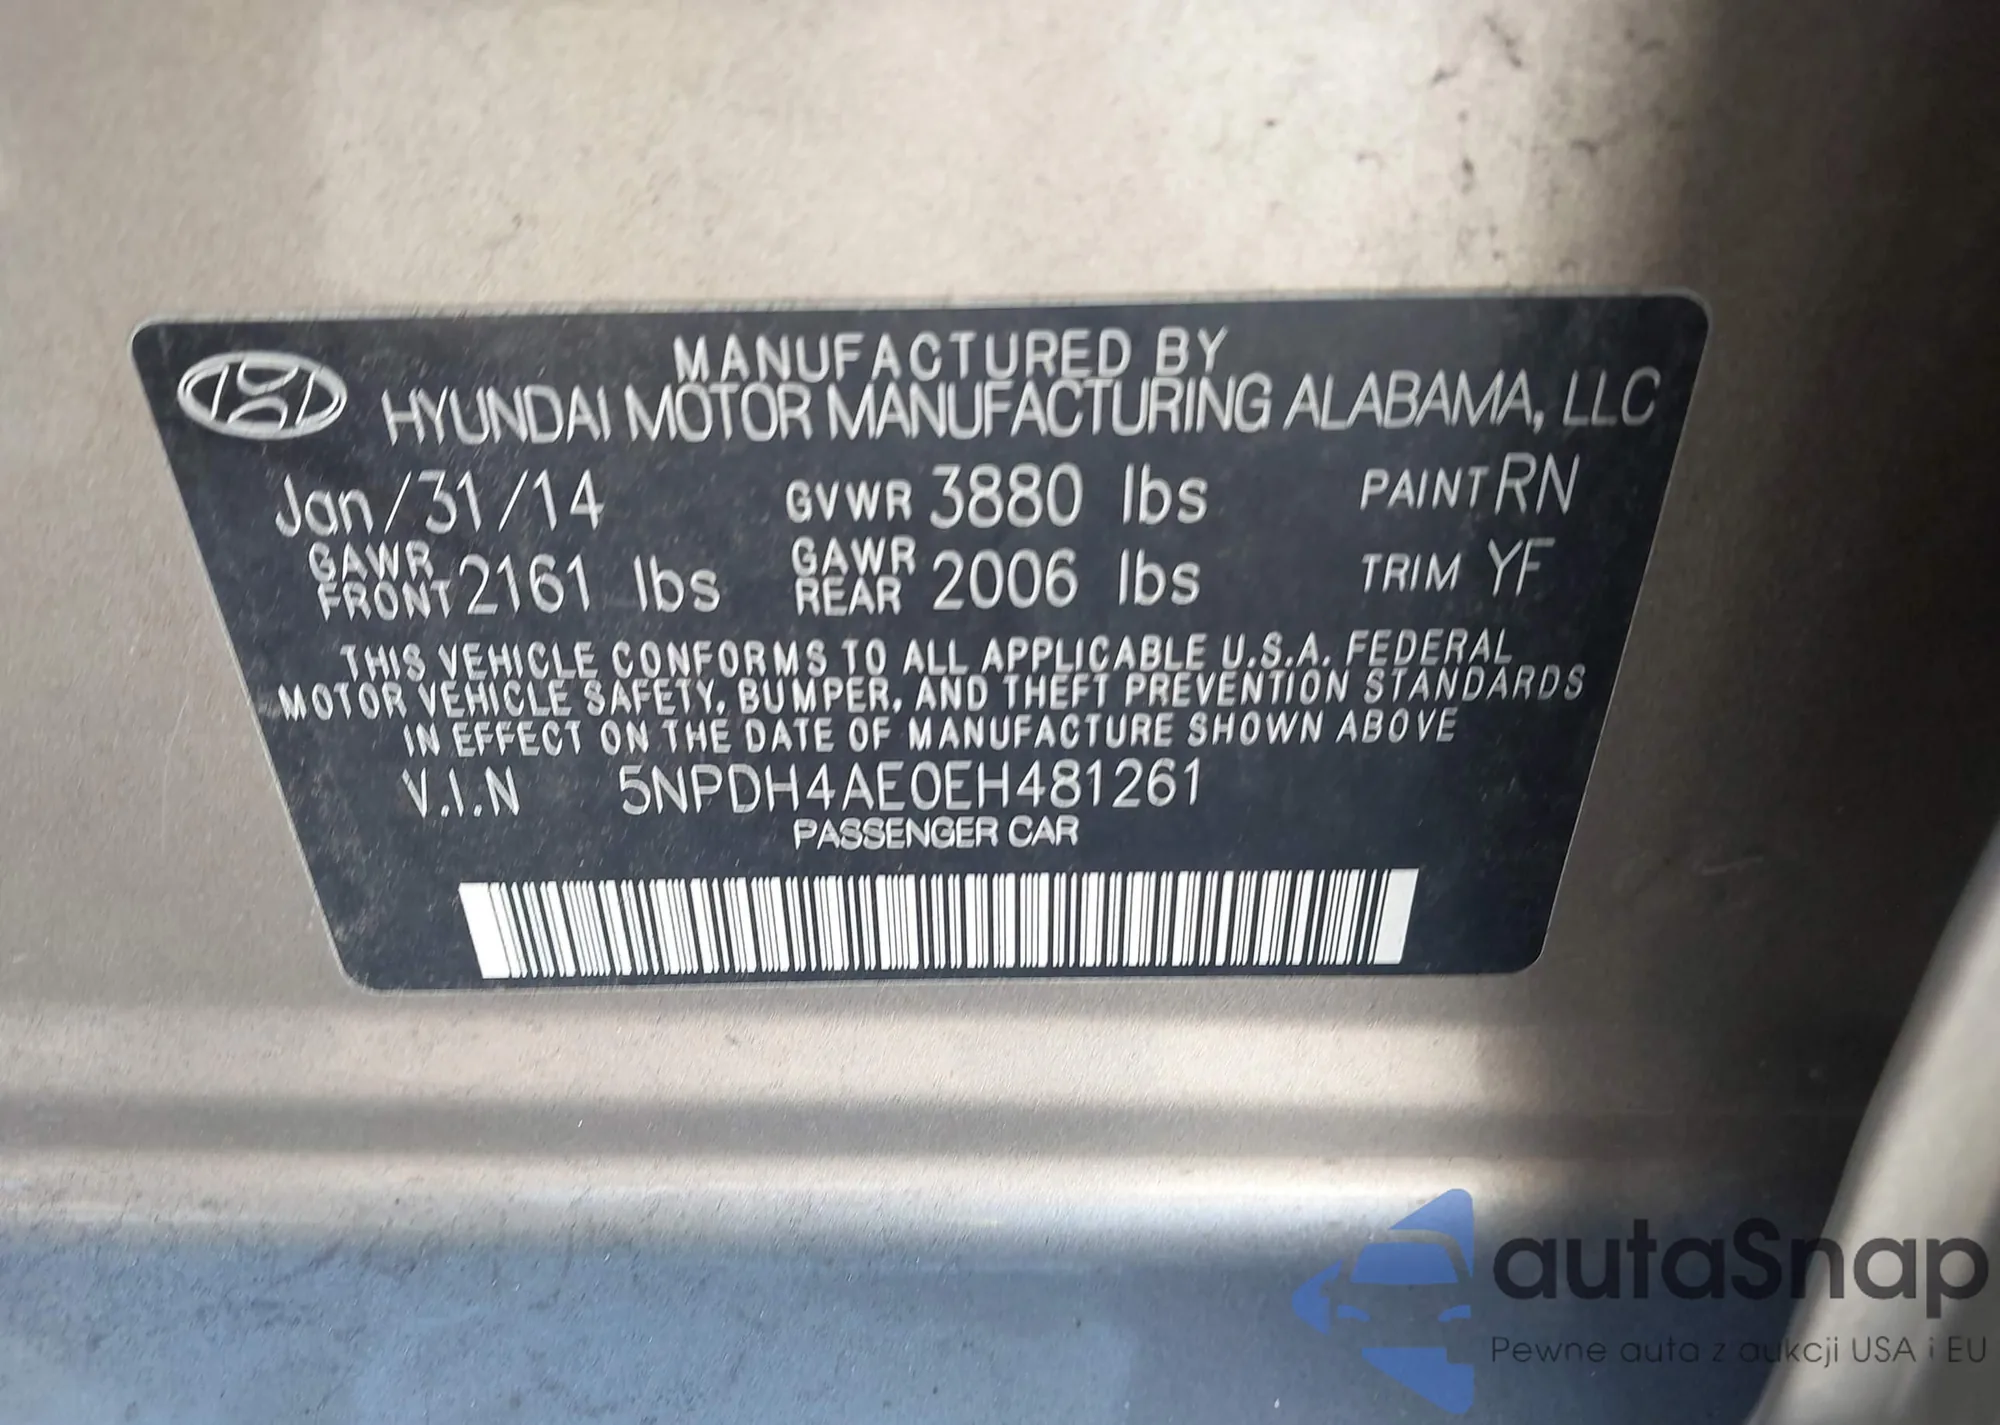 MANUFACTURED BY
HYUNDAI MOTOR MANUFACTURING ALABAMA, LLC
Jan/31/14 GVWR 3880 lbs PAINT RN
GAWR FRONT 2161 lbs GAWR REAR 2006 lbs TRIM YF
THIS VEHICLE CONFORMS TO ALL APPLICABLE U.S.A. FEDERAL
MOTOR VEHICLE SAFETY, BUMPER, AND THEFT PREVENTION STANDARDS
IN EFFECT ON THE DATE OF MANUFACTURE SHOWN ABOVE
V.I.N 5NPDH4AE0EH481261
PASSENGER CAR
autaSnap
Pewne auta z aukcji USA i EU